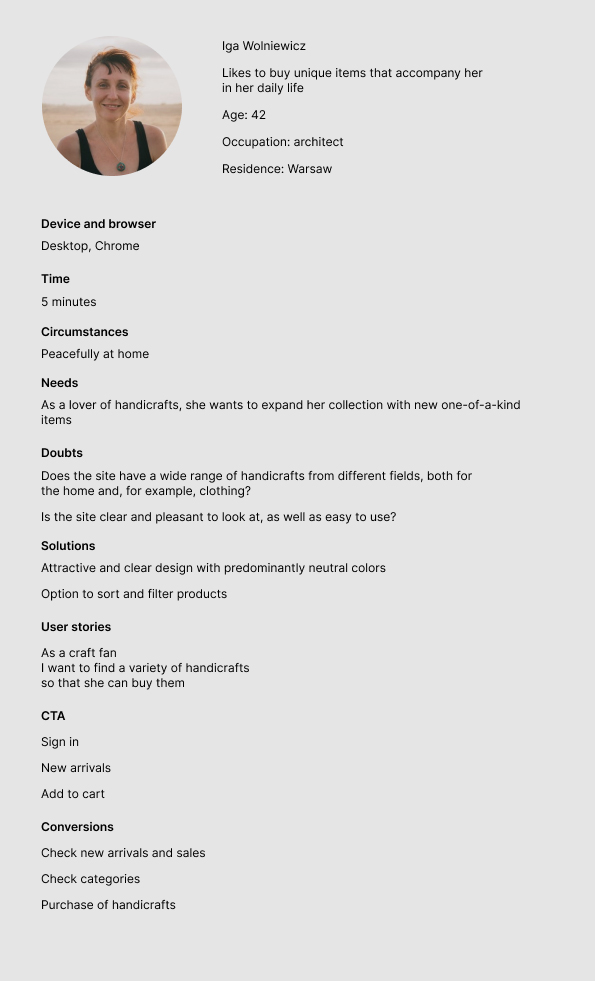 Iga Wolniewicz
Likes to buy unique items that accompany her
in her daily life
Age: 42
Occupation: architect
Residence: Warsaw
Device and browser
Desktop, Chrome
Time
5 minutes
Circumstances
Peacefully at home
Needs
As a lover of handicrafts, she wants to expand her collection with new one-of-a-kind
items
Doubts
Does the site have a wide range of handicrafts from different fields, both for
the home and, for example, clothing?
Is the site clear and pleasant to look at, as well as easy to use?
Solutions
Attractive and clear design with predominantly neutral colors
Option to sort and filter products
User stories
As a craft fan
I want to find a variety of handicrafts
so that she can buy them
CTA
Sign in
New arrivals
Add to cart
Conversions
Check new arrivals and sales
Check categories
Purchase of handicrafts